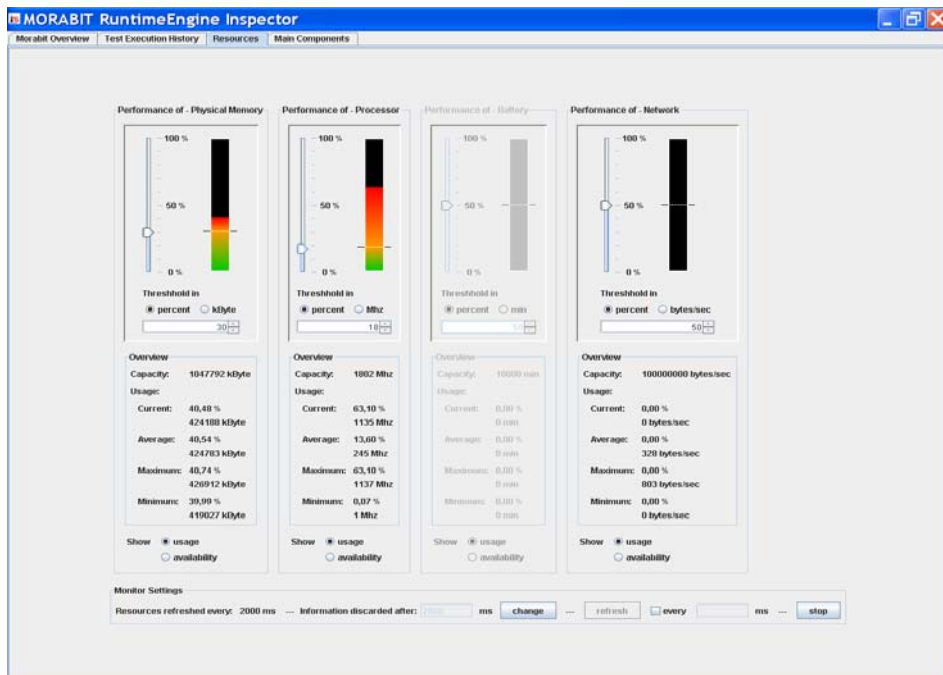 MORABIT RuntimeEngine Inspector
Morabit Overview Test Execution History Resources Main Components
Performance of - Physical Memory
100 %
50 %
0 %
Threshhold in
percent kByte
30
Overview
Capacity: 1047792 kByte
Usage:
Current: 40,48 %
424188 kByte
Average: 40,54 %
424783 kByte
Maximum: 40,74 %
426912 kByte
Minimum: 39,99 %
419027 kByte
Show usage
availability
Performance of - Processor
100 %
50 %
0 %
Threshhold in
percent Mhz
18
Overview
Capacity: 1802 Mhz
Usage:
Current: 63,10 %
1135 Mhz
Average: 13,60 %
245 Mhz
Maximum: 63,10 %
1137 Mhz
Minimum: 0,07 %
1 Mhz
Show usage
availability
Performance of - Battery
100 %
50 %
0 %
Threshhold in
percent min
Overview
Capacity: 10000 min
Usage:
Current: 0,00 %
0 min
Average: 0,00 %
0 min
Maximum: 0,00 %
0 min
Minimum: 0,00 %
0 min
Show usage
availability
Performance of - Network
100 %
50 %
0 %
Threshhold in
percent bytes/sec
50
Overview
Capacity: 100000000 bytes/sec
Usage:
Current: 0,00 %
0 bytes/sec
Average: 0,00 %
328 bytes/sec
Maximum: 0,00 %
803 bytes/sec
Minimum: 0,00 %
0 bytes/sec
Show usage
availability
Monitor Settings
Resources refreshed every: 2000 ms ... Information discarded after: ms change ... refresh every ms ... stop